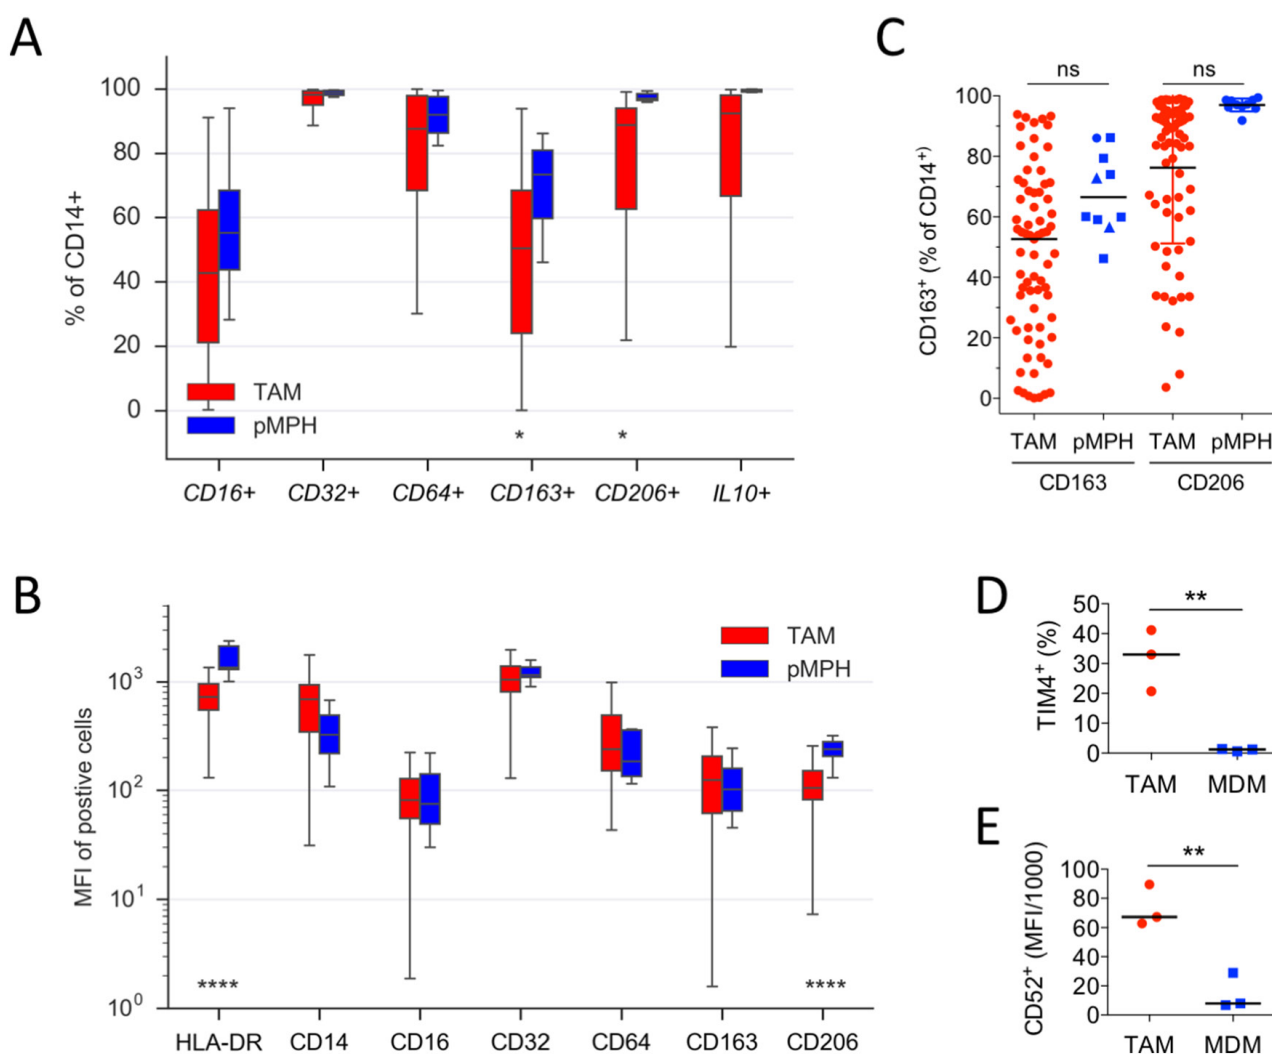 A
% of CD14+
100
80
60
40
20
0
TAM
pMPH
* *
CD16+ CD32+ CD64+ CD163+ CD206+ IL10+
B
MFI of postive cells
10³
10²
10¹
10⁰
TAM
pMPH
**** ****
HLA-DR CD14 CD16 CD32 CD64 CD163 CD206
C
CD163⁺ (% of CD14⁺⁾
ns ns
100
80
60
40
20
0
TAM pMPH TAM pMPH
CD163 CD206
D
TIM4⁺ (%)
**
50
40
30
20
10
0
TAM MDM
E
CD52⁺ (MFI/1000)
**
100
80
60
40
20
0
TAM MDM